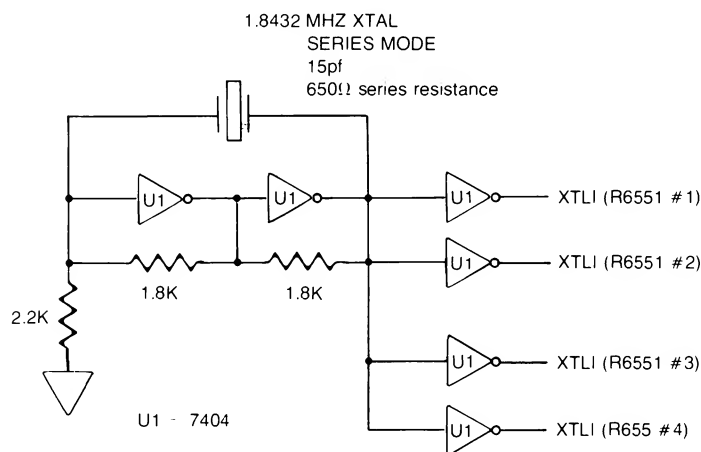 1.8432 MHZ XTAL
SERIES MODE
15pf
650Ω series resistance
U1
U1
U1
XTLI (R6551 #1)
U1
XTLI (R6551 #2)
1.8K
1.8K
2.2K
U1
XTLI (R6551 #3)
U1 - 7404
U1
XTLI (R655 #4)